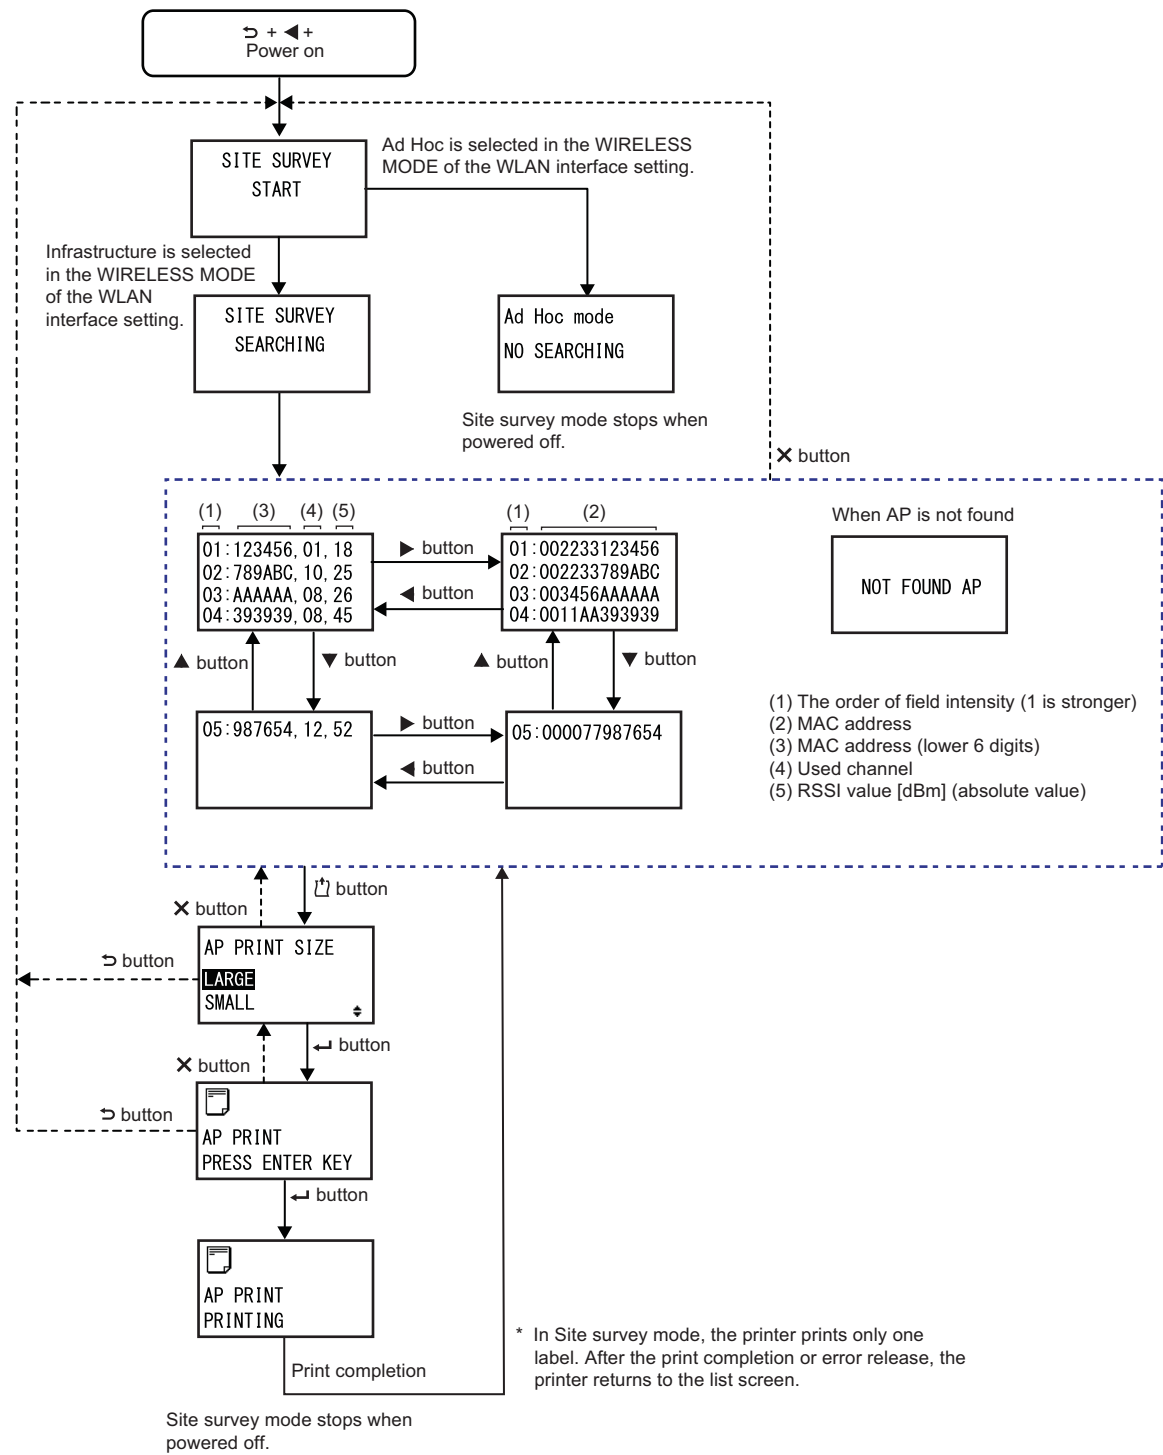 ⮌ + ◀ +
Power on
SITE SURVEY
START
Ad Hoc is selected in the WIRELESS
MODE of the WLAN interface setting.
Infrastructure is selected
in the WIRELESS MODE
of the WLAN
interface setting.
SITE SURVEY
SEARCHING
Ad Hoc mode
NO SEARCHING
Site survey mode stops when
powered off.
✕ button
(1) (3) (4) (5)
01:123456,01,18
02:789ABC,10,25
03:AAAAAA,08,26
04:393939,08,45
▶ button
◀ button
(1) (2)
01:002233123456
02:002233789ABC
03:003456AAAAAA
04:0011AA393939
When AP is not found
NOT FOUND AP
▲ button
▼ button
▲ button
▼ button
05:987654,12,52
▶ button
◀ button
05:000077987654
(1) The order of field intensity (1 is stronger)
(2) MAC address
(3) MAC address (lower 6 digits)
(4) Used channel
(5) RSSI value [dBm] (absolute value)
button
✕ button
AP PRINT SIZE
LARGE
SMALL
⮌ button
↵ button
✕ button
AP PRINT
PRESS ENTER KEY
⮌ button
↵ button
AP PRINT
PRINTING
Print completion
* In Site survey mode, the printer prints only one
label. After the print completion or error release, the
printer returns to the list screen.
Site survey mode stops when
powered off.